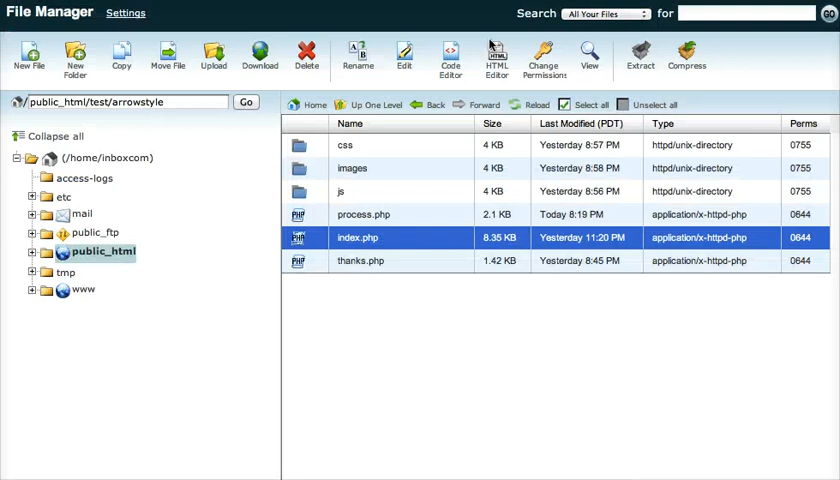 File Manager Settings Search All Your Files for GO
New File New Folder Copy Move File Upload Download Delete Rename Edit Code Editor HTML Editor Change Permissions View Extract Compress
public_html/test/arrowstyle Go
Home Up One Level Back Forward Reload Select all Unselect all
Collapse all
(/home/inboxcom)
access-logs
etc
mail
public_ftp
public_html
tmp
www
Name Size Last Modified (PDT) Type Perms
css 4 KB Yesterday 8:57 PM httpd/unix-directory 0755
images 4 KB Yesterday 8:58 PM httpd/unix-directory 0755
js 4 KB Yesterday 8:56 PM httpd/unix-directory 0755
PHP process.php 2.1 KB Today 8:19 PM application/x-httpd-php 0644
PHP index.php 8.35 KB Yesterday 11:20 PM application/x-httpd-php 0644
PHP thanks.php 1.42 KB Yesterday 8:45 PM application/x-httpd-php 0644